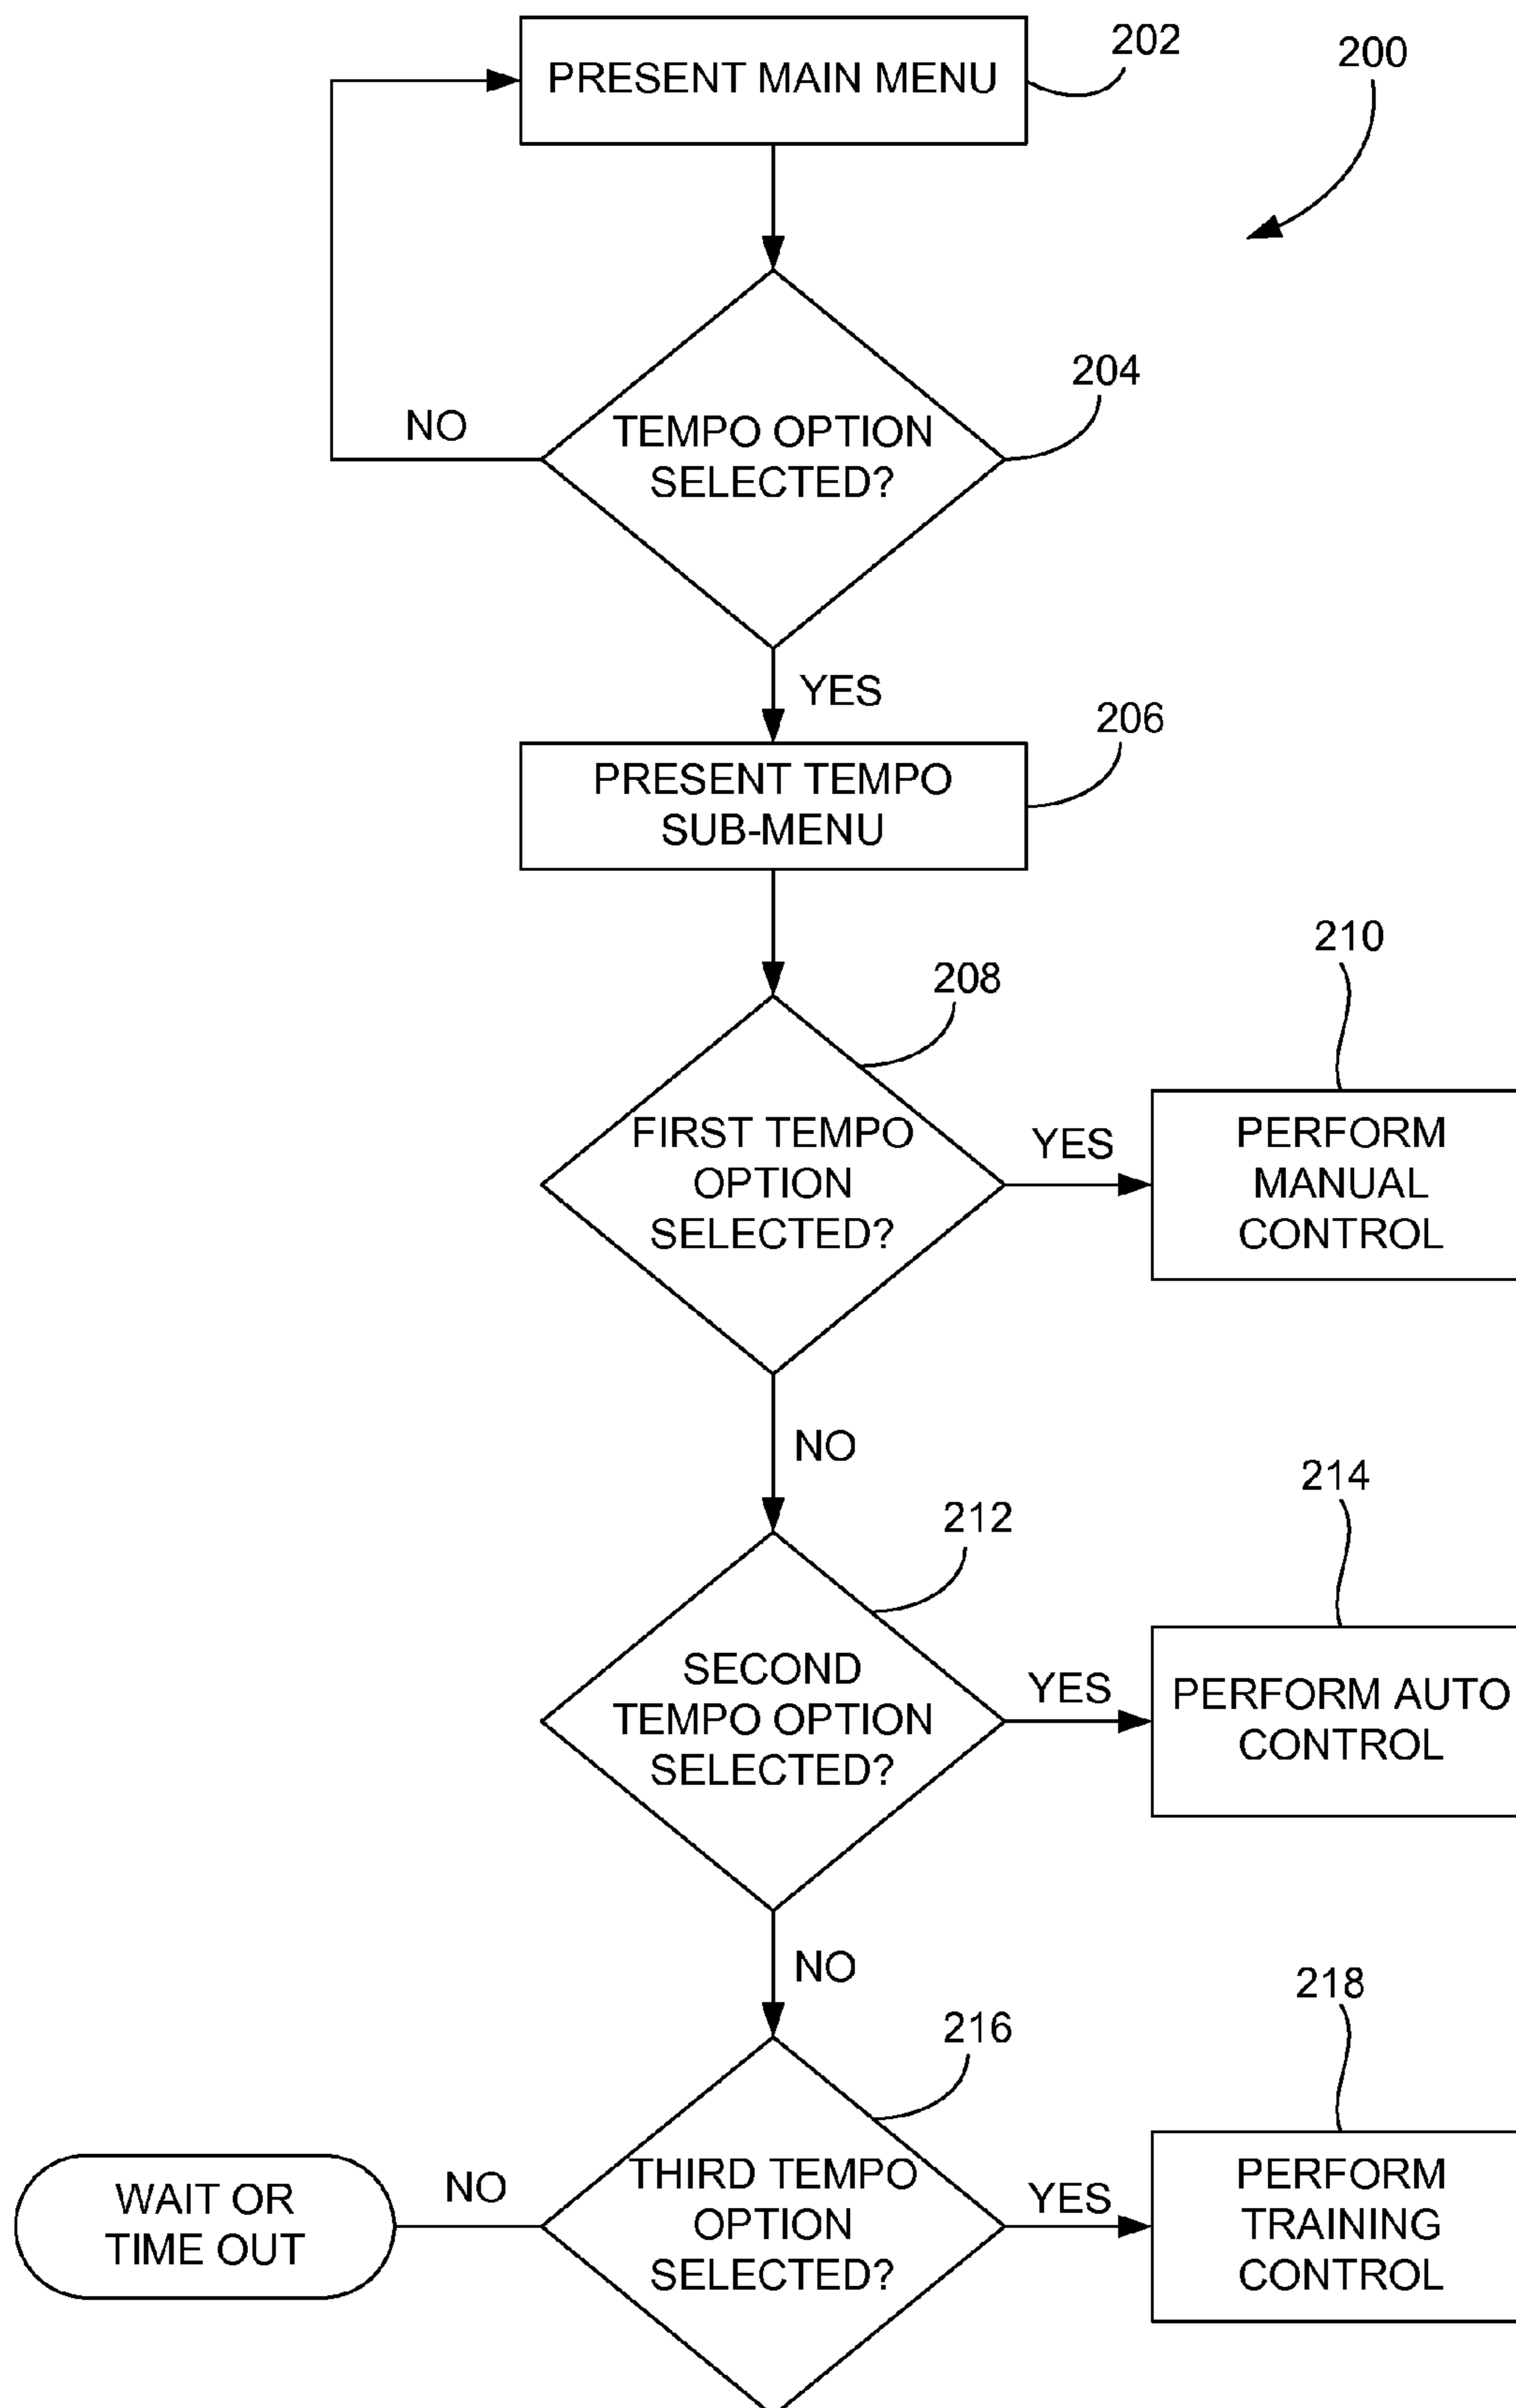 PRESENT MAIN MENU
202
200
TEMPO OPTION
SELECTED?
204
NO
YES
PRESENT TEMPO
SUB-MENU
206
208
FIRST TEMPO
OPTION
SELECTED?
YES
210
PERFORM
MANUAL
CONTROL
NO
212
SECOND
TEMPO OPTION
SELECTED?
YES
214
PERFORM AUTO
CONTROL
NO
216
THIRD TEMPO
OPTION
SELECTED?
YES
218
PERFORM
TRAINING
CONTROL
NO
WAIT OR
TIME OUT